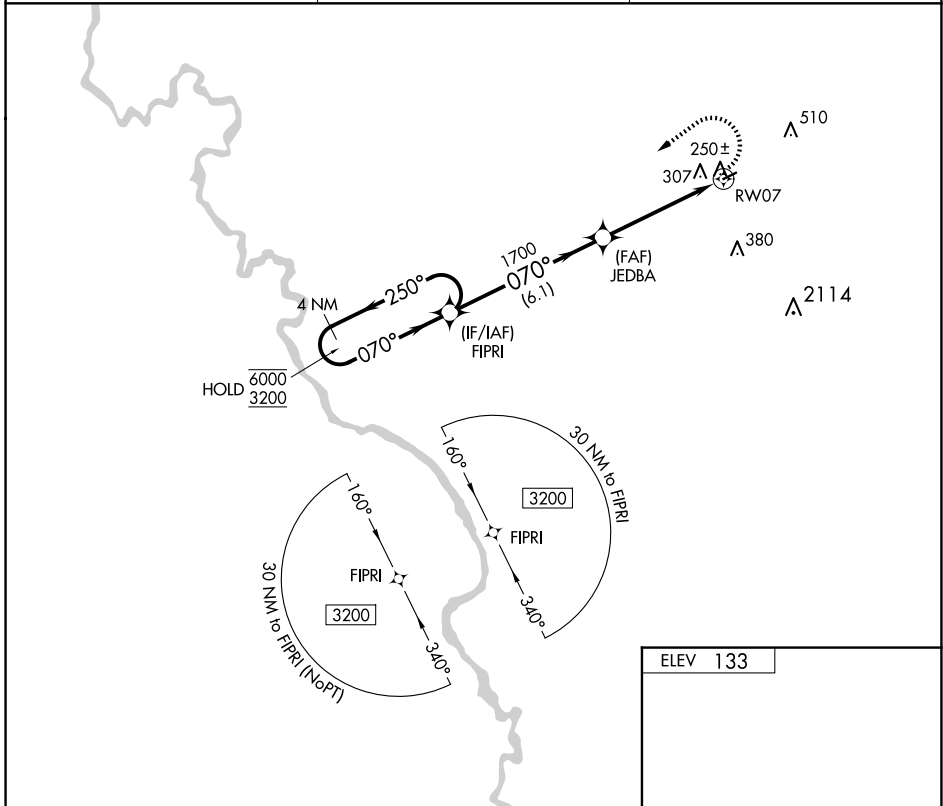 510
250±
307
RW07
380
1700
(FAF)
JEDBA
070°
(6.1)
2114
250°
4 NM
(IF/IAF)
FIPRI
070°
HOLD 6000
3200
30 NM to FIPRI
160°
3200
FIPRI
340°
160°
FIPRI
3200
30 NM to FIPRI (NoPT)
340°
ELEV 133